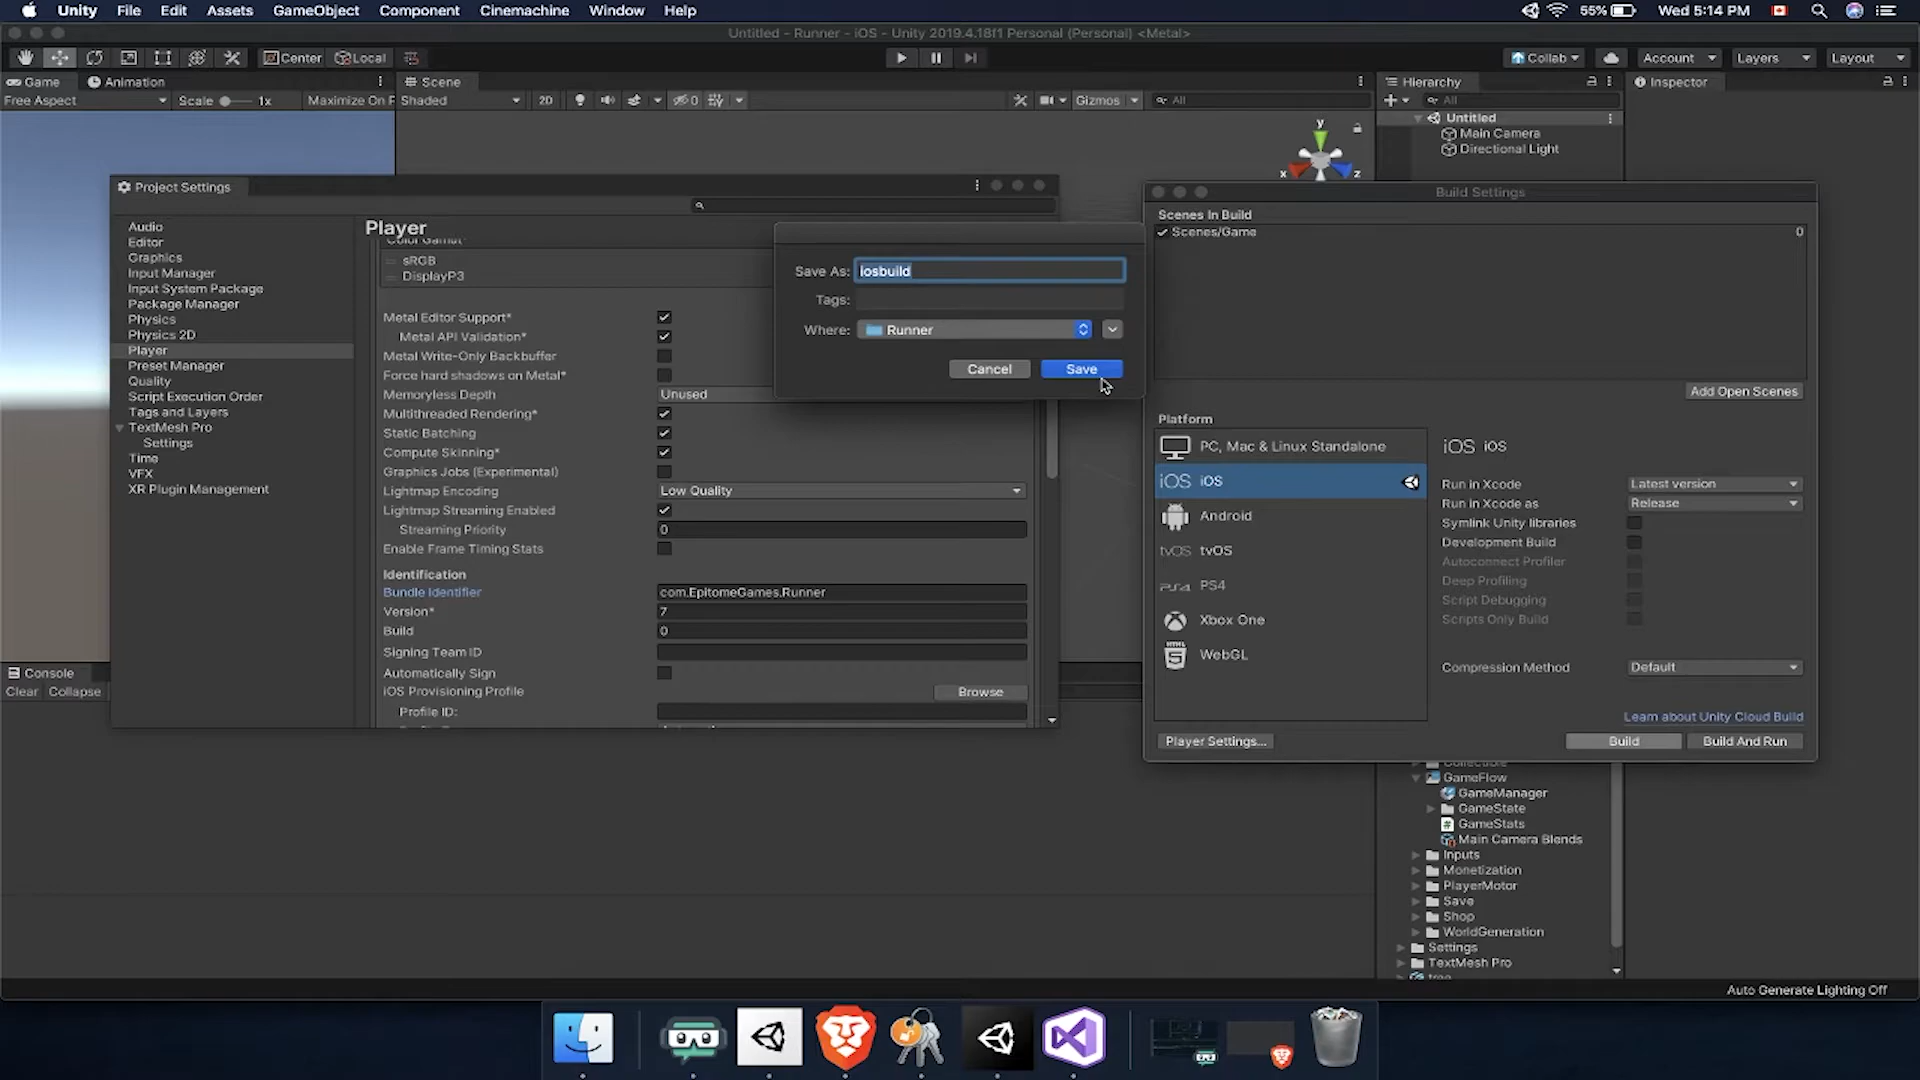 Unity File Edit Assets GameObject Component Cinemachine Window Help 55% Wed 5:14 PM
Untitled - Runner - iOS - Unity 2019.4.18f1 Personal (Personal) <Metal>
Center Local Collab Account Layers Layout
Game Animation Scene Hierarchy Inspector
Free Aspect Scale 1x Maximize On P Shaded 2D 0 Gizmos All All
Untitled
Main Camera
Directional Light
y
x z
Project Settings
Audio
Editor
Graphics
Input Manager
Input System Package
Package Manager
Physics
Physics 2D
Player
Preset Manager
Quality
Script Execution Order
Tags and Layers
TextMesh Pro
Settings
Time
VFX
XR Plugin Management
Player
Color Gamut*
sRGB
DisplayP3
Metal Editor Support*
Metal API Validation*
Metal Write-Only Backbuffer
Force hard shadows on Metal*
Memoryless Depth Unused
Multithreaded Rendering*
Static Batching
Compute Skinning*
Graphics Jobs (Experimental)
Lightmap Encoding Low Quality
Lightmap Streaming Enabled
Streaming Priority 0
Enable Frame Timing Stats
Identification
Bundle Identifier com.EpitomeGames.Runner
Version* 7
Build 0
Signing Team ID
Automatically Sign
iOS Provisioning Profile Browse
Profile ID:
Save As: iosbuild
Tags:
Where: Runner
Cancel Save
Build Settings
Scenes In Build
Scenes/Game 0
Add Open Scenes
Platform
PC, Mac & Linux Standalone
iOS iOS
Android
tvOS tvOS
PS4
Xbox One
WebGL
iOS iOS
Run in Xcode Latest version
Run in Xcode as Release
Symlink Unity libraries
Development Build
Autoconnect Profiler
Deep Profiling
Script Debugging
Scripts Only Build
Compression Method Default
Learn about Unity Cloud Build
Player Settings... Build Build And Run
Console
Clear Collapse
Collectible
GameFlow
GameManager
GameState
GameStats
Main Camera Blends
Inputs
Monetization
PlayerMotor
Save
Shop
WorldGeneration
Settings
TextMesh Pro
tree
Auto Generate Lighting Off